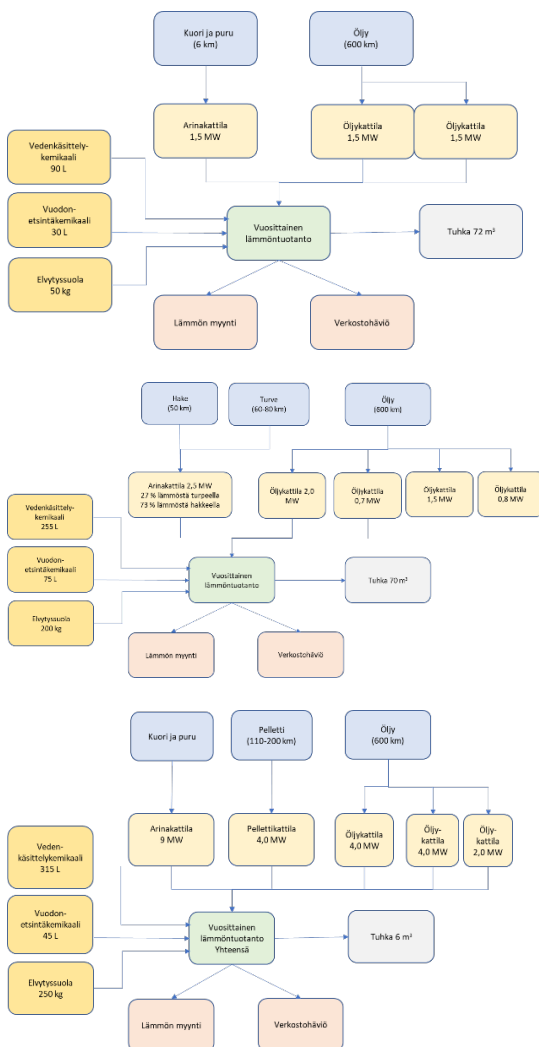 Kuori ja puru
(6 km)
Öljy
(600 km)
Arinakattila
1,5 MW
Öljykattila
1,5 MW
Öljykattila
1,5 MW
Vedenkäsittely-
kemikaali
90 L
Vuodon-
etsintäkemikaali
30 L
Elvytyssuola
50 kg
Vuosittainen
lämmöntuotanto
Tuhka 72 m³
Lämmön myynti
Verkostohäviö
Hake
(50 km)
Turve
(60-80 km)
Öljy
(600 km)
Arinakattila 2,5 MW
27 % lämmöstä turpeella
73 % lämmöstä hakkeella
Öljykattila 2,0
MW
Öljykattila
0,7 MW
Öljykattila
1,5 MW
Öljykattila
0,8 MW
Vedenkäsittely-
kemikaali
255 L
Vuodon-
etsintäkemikaali
75 L
Elvytyssuola
200 kg
Vuosittainen
lämmöntuotanto
Tuhka 70 m³
Lämmön myynti
Verkostohäviö
Kuori ja puru
Pelletti
(110-200 km)
Öljy
(600 km)
Arinakattila
9 MW
Pellettikattila
4,0 MW
Öljykattila
4,0 MW
Öljy-
kattila
4,0 MW
Öljy-
kattila
2,0 MW
Veden-
käsittelykemikaali
315 L
Vuodon-
etsintäkemikaali
45 L
Elvytyssuola
250 kg
Vuosittainen
lämmöntuotanto
Yhteensä
Tuhka 6 m³
Lämmön myynti
Verkostohäviö